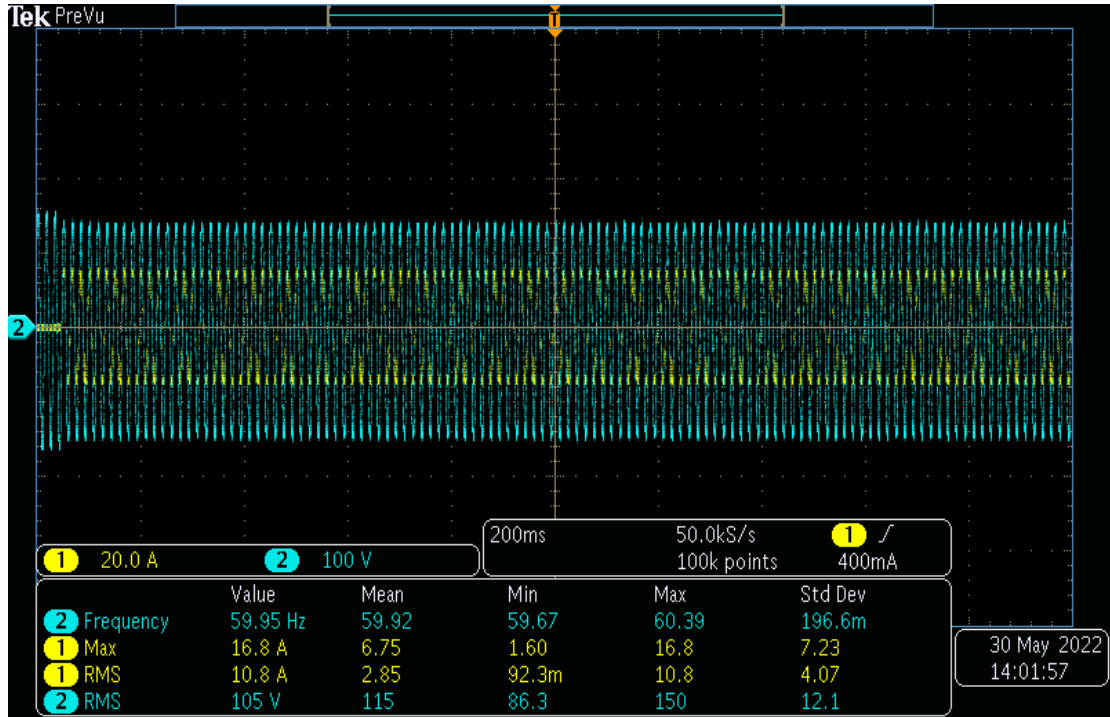 Tek PreVu
T
2
1 20.0 A 2 100 V
200ms 50.0kS/s 1
100k points 400mA
Value Mean Min Max Std Dev
2 Frequency 59.95 Hz 59.92 59.67 60.39 196.6m
1 Max 16.8 A 6.75 1.60 16.8 7.23
1 RMS 10.8 A 2.85 92.3m 10.8 4.07
2 RMS 105 V 115 86.3 150 12.1
30 May 2022
14:01:57